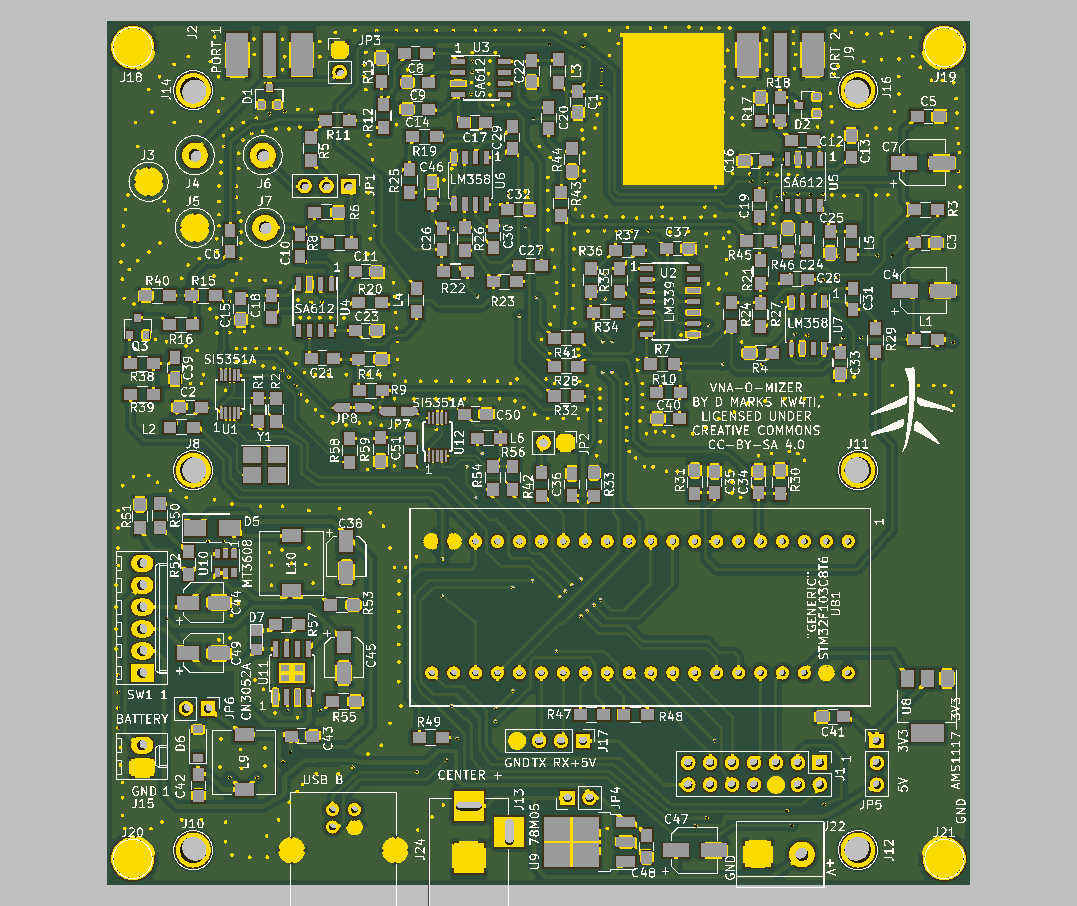 J2
PORT 1
JP3
1 U3
PORT 2
J9
J18
J14
D1
R13
C8
SA612
C22
L3
C1
R17
R18
D2
J16
J19
C9
C14
R12
C17
C20
C5
R11
R5
R19
C29
R44
C16
C12
1
C13
C7
J3
J4
J6
JP1
R25
C46
LM358
1
U6
C32
R43
SA612
U5
C19
R3
J5
J7
R6
C6
C10
R8
C26
R26
C30
C27
R36
R37
C37
R45
R46
C24
C25
L5
C3
C11
1
R22
R23
R35
1
U2
LM339
R21
C28
C4
R40
R15
C15
C18
SA612
U4
R20
C23
L4
R34
R24
R27
LM358
1
U7
C31
R29
L1
Q3
R16
SI5351A
C21
R14
R41
R28
R32
R7
R10
R4
C33
R38
R39
C39
C2
R1
R2
R9
L2
U1
Y1
JP8
JP7
SI5351A
C50
C40
VNA-O-MIZER
BY D MARKS KW4TI,
LICENSED UNDER
CREATIVE COMMONS
CC-BY-SA 4.0
J8
R58
R59
C51
1
U12
L6
R56
R54
R42
JP2
C36
R33
R31
C35
C34
R30
J11
R51
R50
D5
C38
1
R52
U10
1
MT3608
L10
C44
R53
"GENERIC"
STM32F103C8T6
UB1
D7
R57
C49
C45
U11
CN3052A
1
SW1 1
JP6
R55
BATTERY
R49
R47
R48
C41
U8
AMS1117-3V3
D6
C43
J17
3V3
L9
GNDTX RX+5V
J1
1
GND 1
J15
C42
USB B
CENTER +
J13
JP4
JP5
5V
GND
J20
J10
J24
U9 78M05
C48
C47
GND
+V
J22
J12
J21